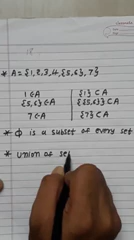 * A = {1,2,3,4,{5,6},7}
1 ∈ A | {1} ⊂ A
{5,6} ∈ A | {{5,6}} ⊂ A
7 ∈ A | {7} ⊂ A
* ϕ is a subset of every set
* Union of se